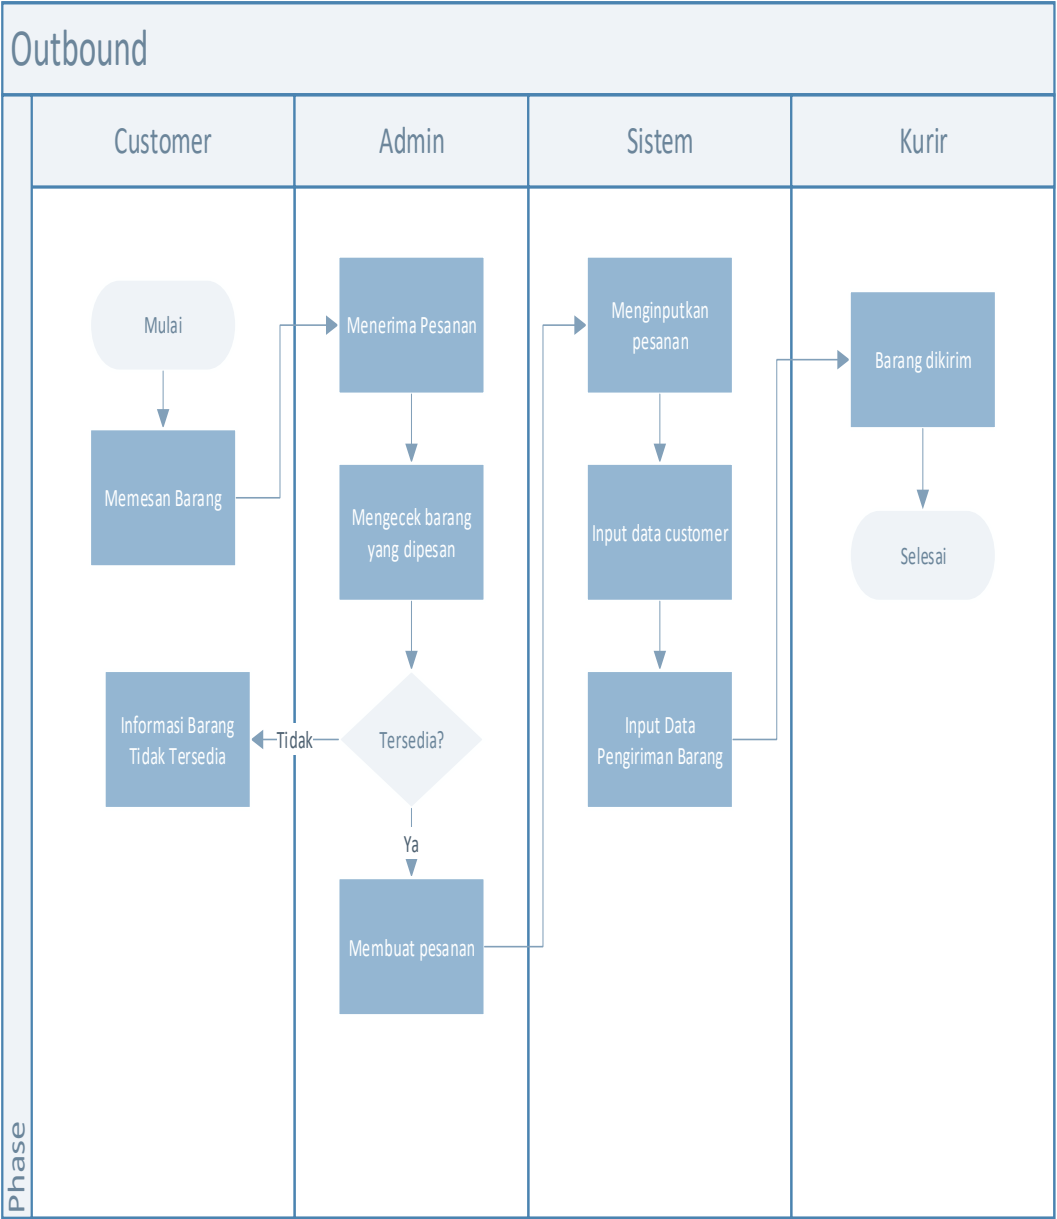 Outbound
Customer
Admin
Sistem
Kurir
Mulai
Memesan Barang
Informasi Barang
Tidak Tersedia
Menerima Pesanan
Mengecek barang
yang dipesan
Tersedia?
Tidak
Ya
Membuat pesanan
Menginputkan
pesanan
Input data customer
Input Data
Pengiriman Barang
Barang dikirim
Selesai
Phase